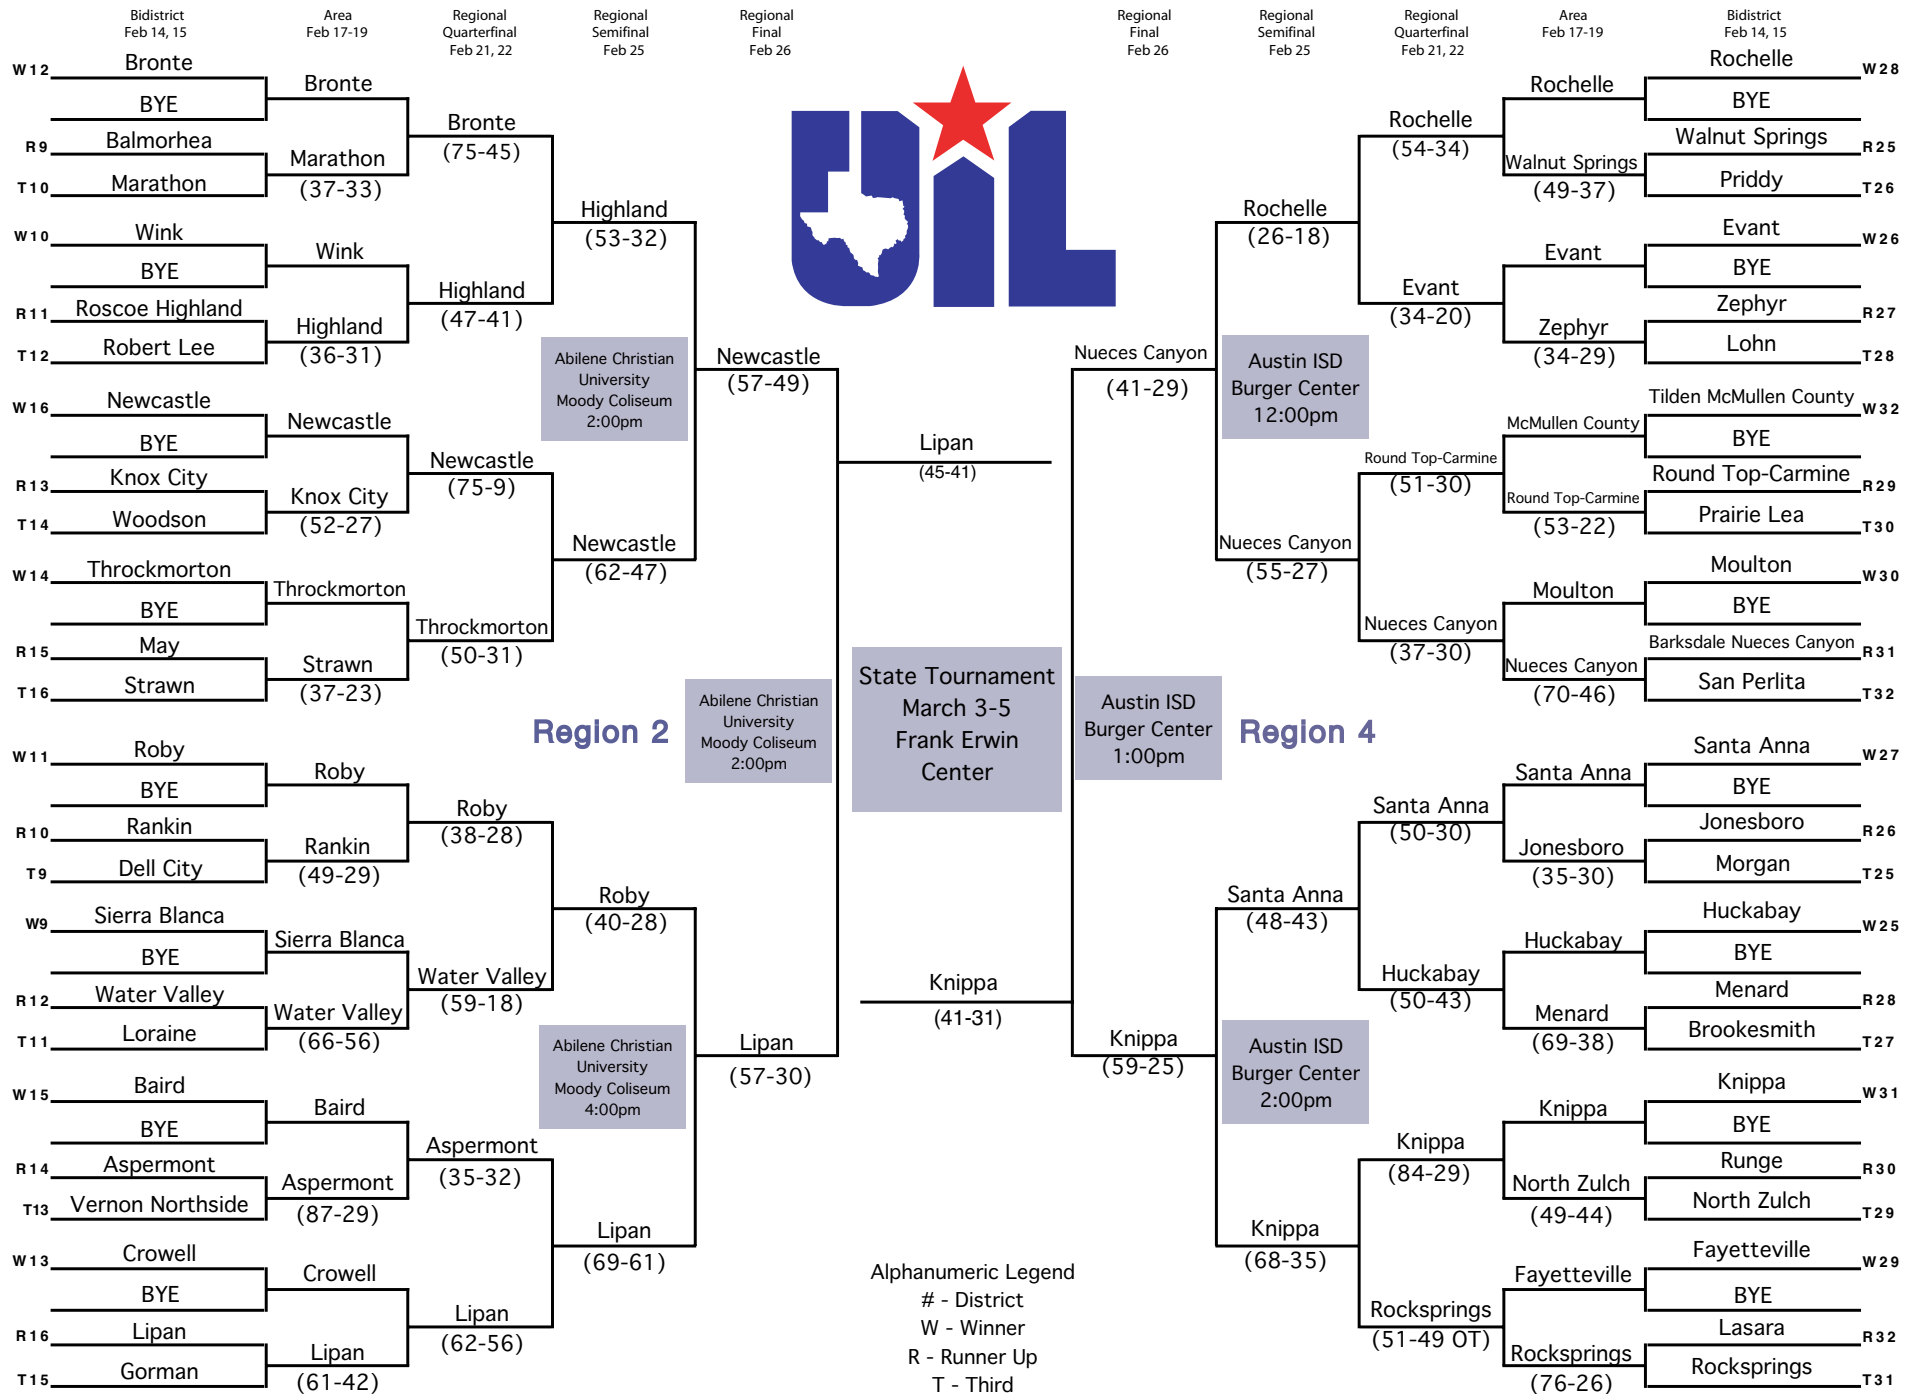 Bidistrict
Feb 14, 15
Area
Feb 17-19
Regional
Quarterfinal
Feb 21, 22
Regional
Semifinal
Feb 25
Regional
Final
Feb 26
Regional
Final
Feb 26
Regional
Semifinal
Feb 25
Regional
Quarterfinal
Feb 21, 22
Area
Feb 17-19
Bidistrict
Feb 14, 15
W12
Bronte
BYE
R9
Balmorhea
T10
Marathon
W10
Wink
BYE
R11
Roscoe Highland
T12
Robert Lee
W16
Newcastle
BYE
R13
Knox City
T14
Woodson
W14
Throckmorton
BYE
R15
May
T16
Strawn
W11
Roby
BYE
R10
Rankin
T9
Dell City
W9
Sierra Blanca
BYE
R12
Water Valley
T11
Loraine
W15
Baird
BYE
R14
Aspermont
T13
Vernon Northside
W13
Crowell
BYE
R16
Lipan
T15
Gorman
Bronte
Marathon
(37-33)
Wink
Highland
(36-31)
Newcastle
Knox City
(52-27)
Throckmorton
Strawn
(37-23)
Roby
Rankin
(49-29)
Sierra Blanca
Water Valley
(66-56)
Baird
Aspermont
(87-29)
Crowell
Lipan
(61-42)
Bronte
(75-45)
Highland
(47-41)
Newcastle
(75-9)
Throckmorton
(50-31)
Roby
(38-28)
Water Valley
(59-18)
Aspermont
(35-32)
Lipan
(62-56)
Highland
(53-32)
Abilene Christian
University
Moody Coliseum
2:00pm
Newcastle
(62-47)
Region 2
Roby
(40-28)
Abilene Christian
University
Moody Coliseum
4:00pm
Lipan
(69-61)
Newcastle
(57-49)
Abilene Christian
University
Moody Coliseum
2:00pm
Lipan
(57-30)
UIL
Lipan
(45-41)
State Tournament
March 3-5
Frank Erwin
Center
Knippa
(41-31)
Alphanumeric Legend
# - District
W - Winner
R - Runner Up
T - Third
Nueces Canyon
(41-29)
Austin ISD
Burger Center
1:00pm
Knippa
(59-25)
Rochelle
(26-18)
Austin ISD
Burger Center
12:00pm
Nueces Canyon
(55-27)
Region 4
Santa Anna
(48-43)
Austin ISD
Burger Center
2:00pm
Knippa
(68-35)
Rochelle
(54-34)
Evant
(34-20)
Round Top-Carmine
(51-30)
Nueces Canyon
(37-30)
Santa Anna
(50-30)
Huckabay
(50-43)
Knippa
(84-29)
Rocksprings
(51-49 OT)
Rochelle
Walnut Springs
(49-37)
Evant
Zephyr
(34-29)
McMullen County
Round Top-Carmine
(53-22)
Moulton
Nueces Canyon
(70-46)
Santa Anna
Jonesboro
(35-30)
Huckabay
Menard
(69-38)
Knippa
North Zulch
(49-44)
Fayetteville
Rocksprings
(76-26)
Rochelle
W28
BYE
Walnut Springs
R25
Priddy
T26
Evant
W26
BYE
Zephyr
R27
Lohn
T28
Tilden McMullen County
W32
BYE
Round Top-Carmine
R29
Prairie Lea
T30
Moulton
W30
BYE
Barksdale Nueces Canyon
R31
San Perlita
T32
Santa Anna
W27
BYE
Jonesboro
R26
Morgan
T25
Huckabay
W25
BYE
Menard
R28
Brookesmith
T27
Knippa
W31
BYE
Runge
R30
North Zulch
T29
Fayetteville
W29
BYE
Lasara
R32
Rocksprings
T31